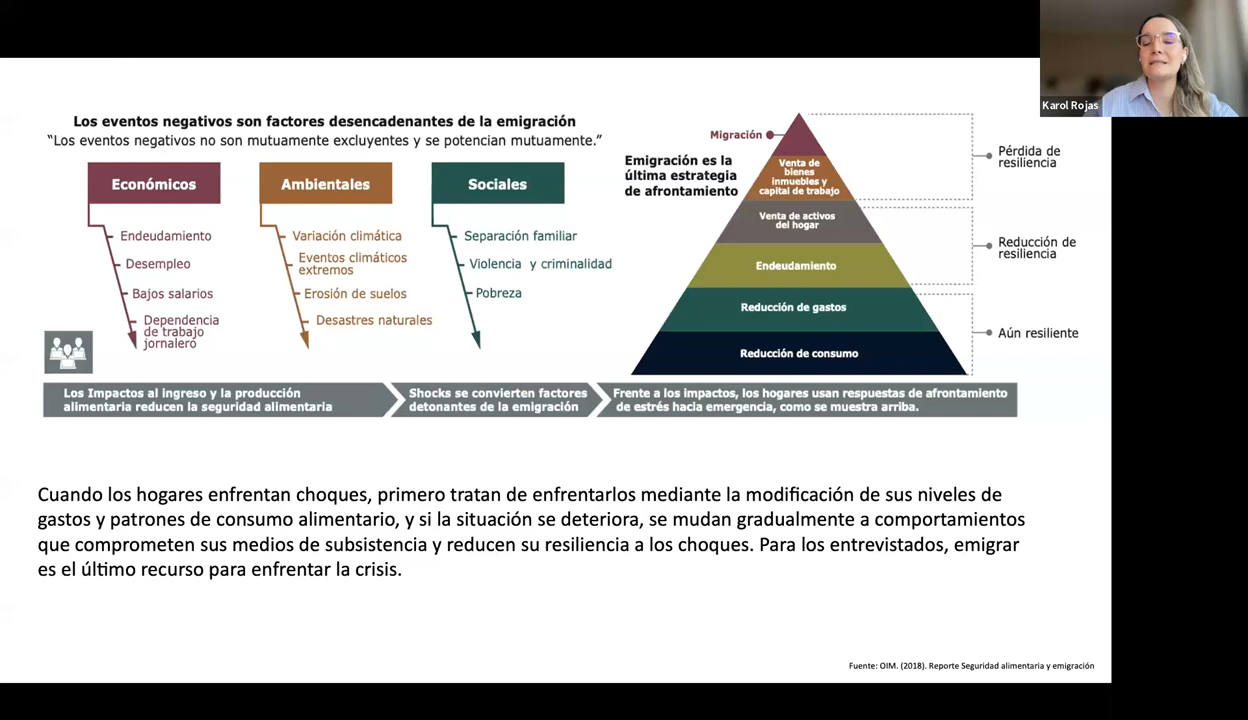 Karol Rojas
Los eventos negativos son factores desencadenantes de la emigración
“Los eventos negativos no son mutuamente excluyentes y se potencian mutuamente.”
Económicos
Endeudamiento
Desempleo
Bajos salarios
Dependencia
de trabajo
jornalero
Ambientales
Variación climática
Eventos climáticos
extremos
Erosión de suelos
Desastres naturales
Sociales
Separación familiar
Violencia y criminalidad
Pobreza
Emigración es la
última estrategia
de afrontamiento
Migración
Venta de
bienes
inmuebles y
capital de trabajo
Venta de activos
del hogar
Endeudamiento
Reducción de gastos
Reducción de consumo
Pérdida de
resiliencia
Reducción de
resiliencia
Aún resiliente
Los Impactos al ingreso y la producción
alimentaria reducen la seguridad alimentaria
Shocks se convierten factores
detonantes de la emigración
Frente a los impactos, los hogares usan respuestas de afrontamiento
de estrés hacia emergencia, como se muestra arriba.
Cuando los hogares enfrentan choques, primero tratan de enfrentarlos mediante la modificación de sus niveles de
gastos y patrones de consumo alimentario, y si la situación se deteriora, se mudan gradualmente a comportamientos
que comprometen sus medios de subsistencia y reducen su resiliencia a los choques. Para los entrevistados, emigrar
es el último recurso para enfrentar la crisis.
Fuente: OIM. (2018). Reporte Seguridad alimentaria y emigración